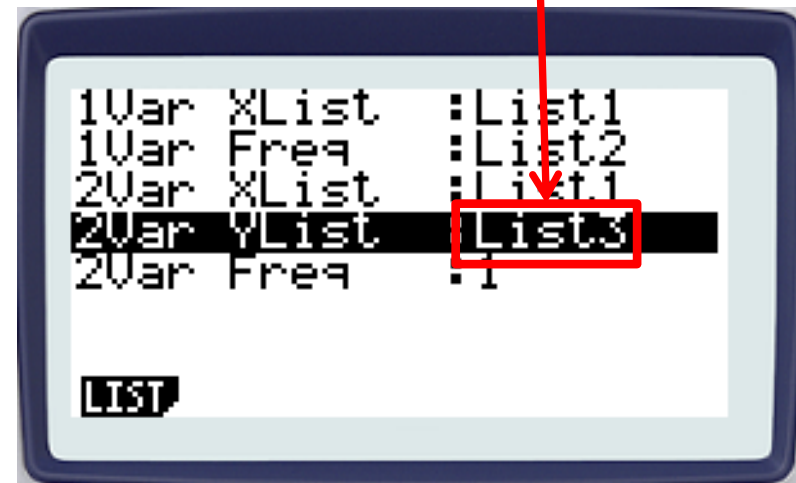 1Var XList :List1
1Var Freq :List2
2Var XList :List1
2Var YList :List3
2Var Freq :1
LIST